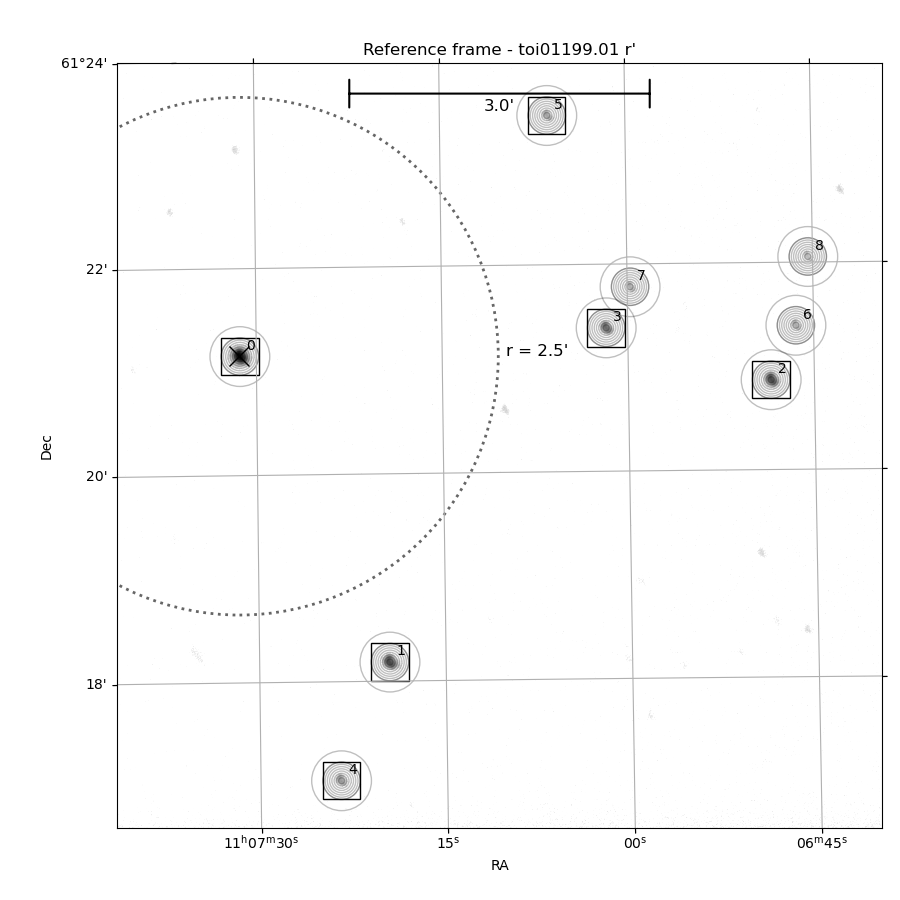 Reference frame - toi01199.01 r'
61°24'
3.0'
5
8
22'
7
6
3
0
r = 2.5'
2
Dec
20'
1
18'
4
11ʰ07ᵐ30ˢ 15ˢ 00ˢ 06ᵐ45ˢ
RA